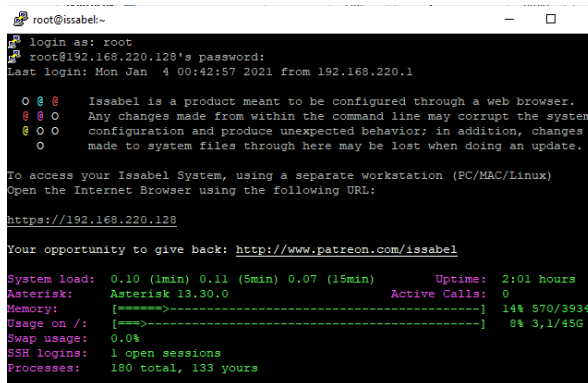 root@issabel:~
login as: root
root@192.168.220.128's password:
Last login: Mon Jan  4 00:42:57 2021 from 192.168.220.1
O @ @    Issabel is a product meant to be configured through a web browser.
@ @ O    Any changes made from within the command line may corrupt the system
@ O O    configuration and produce unexpected behavior; in addition, changes
O      made to system files through here may be lost when doing an update.
To access your Issabel System, using a separate workstation (PC/MAC/Linux)
Open the Internet Browser using the following URL:
https://192.168.220.128
Your opportunity to give back: http://www.patreon.com/issabel
System load:  0.10 (1min) 0.11 (5min) 0.07 (15min)       Uptime:  2:01 hours
Asterisk:     Asterisk 13.30.0                     Active Calls:  0
Memory:       [======>------------------------------------------]  14% 570/3934
Usage on /:   [===>---------------------------------------------]   8% 3,1/45G
Swap usage:   0.0%
SSH logins:   1 open sessions
Processes:    180 total, 133 yours